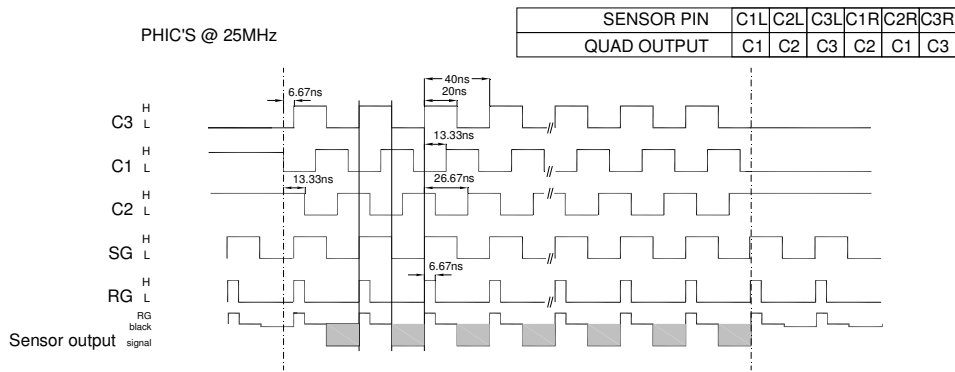 SENSOR PIN C1L C2L C3L C1R C2R C3R
QUAD OUTPUT C1 C2 C3 C2 C1 C3
PHIC'S @ 25MHz
40ns
20ns
6.67ns
C3 H L
13.33ns
C1 H L
13.33ns
26.67ns
C2 H L
SG H L
6.67ns
RG H L
RG
black
Sensor output signal